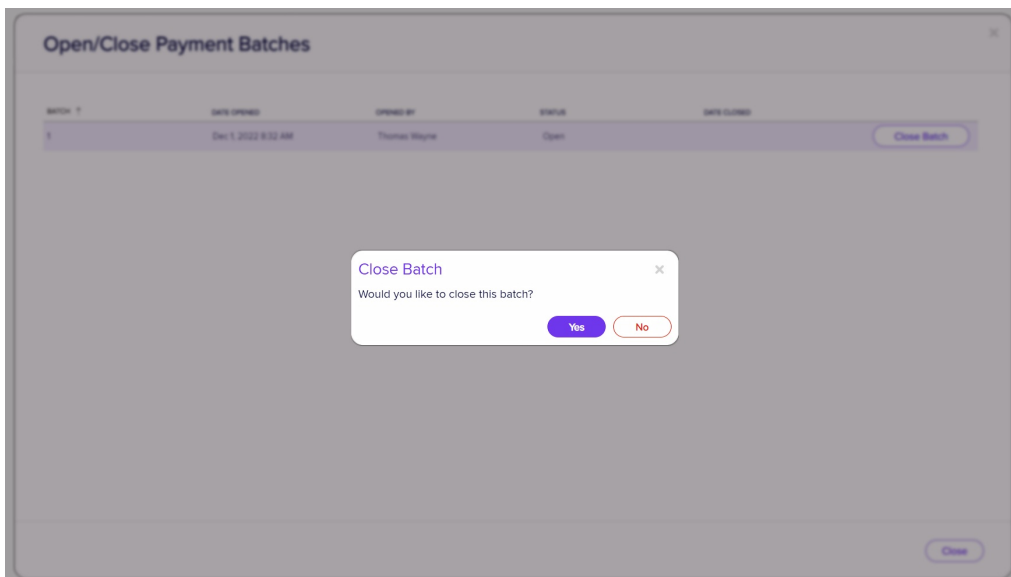 Open/Close Payment Batches
BATCH ↑ DATE OPENED OPENED BY STATUS DATE CLOSED
1 Dec 1, 2022 8:32 AM Thomas Wayne Open Close Batch
Close Batch
Would you like to close this batch?
Yes No
Close